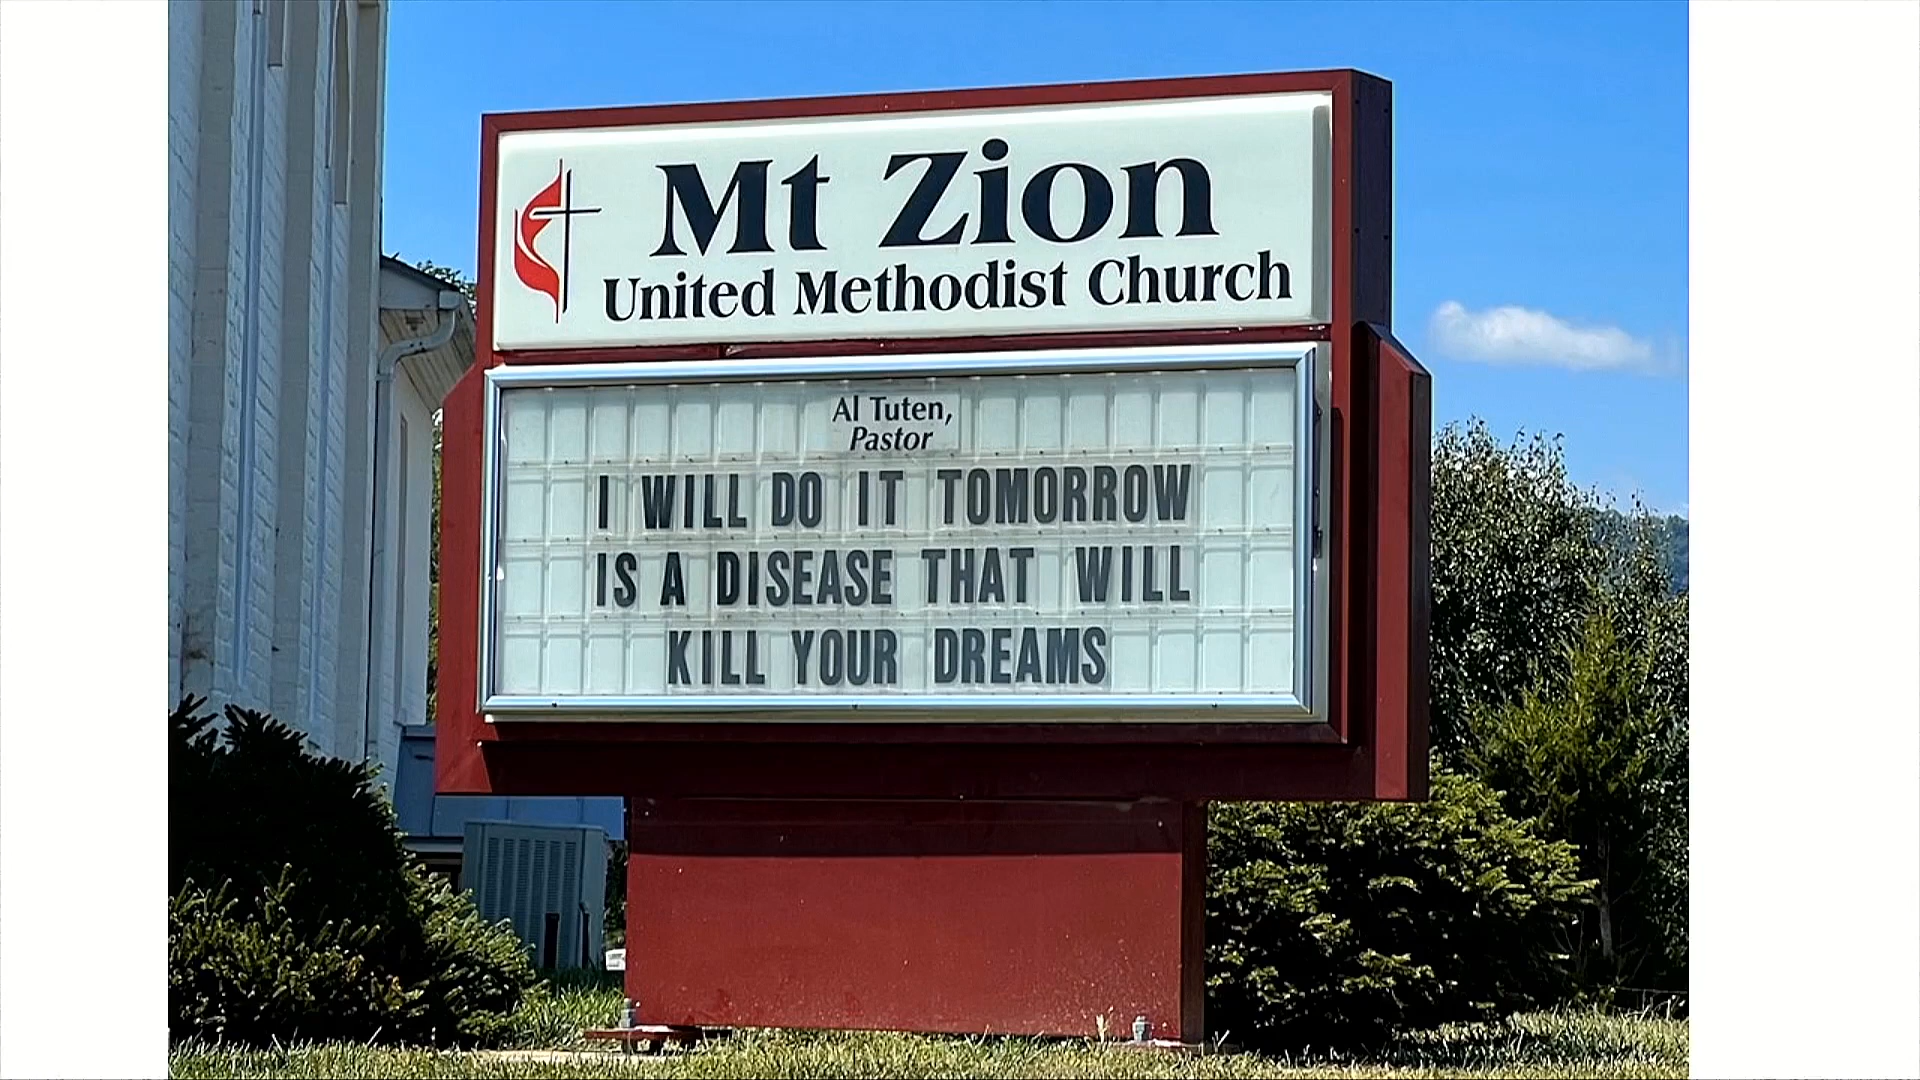 Mt Zion
United Methodist Church
Al Tuten,
Pastor
I WILL DO IT TOMORROW
IS A DISEASE THAT WILL
KILL YOUR DREAMS